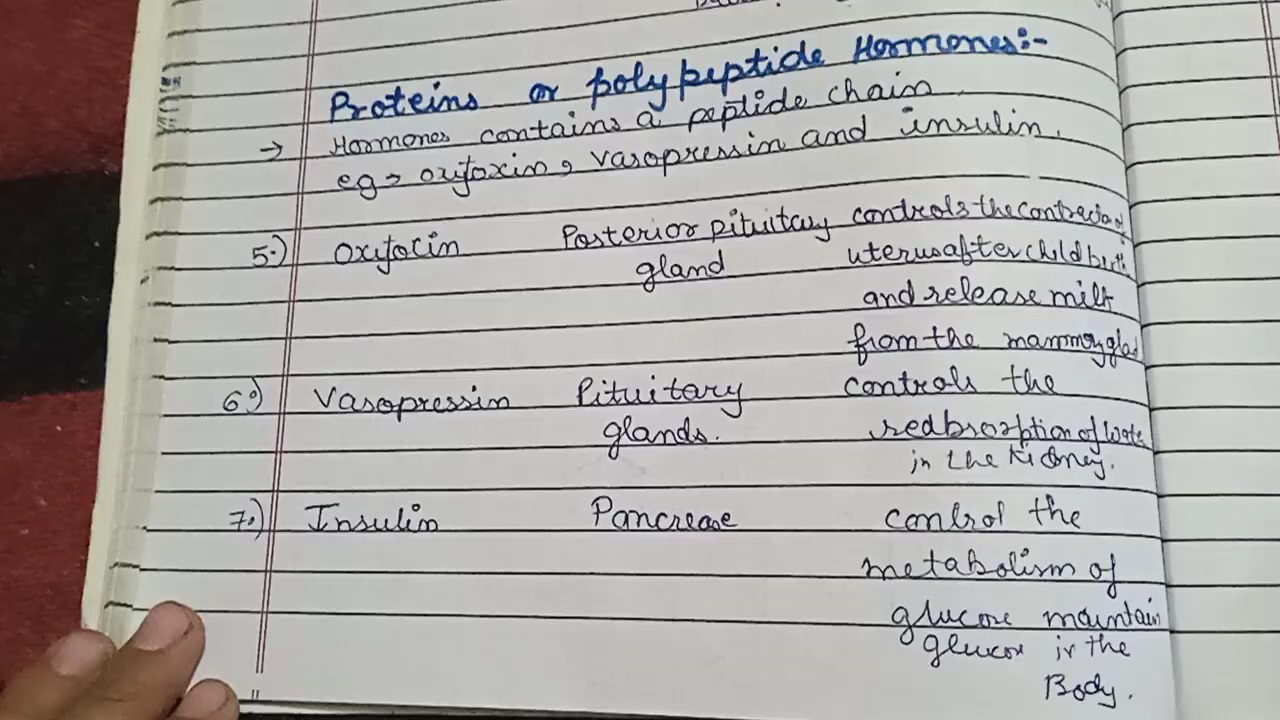 Proteins or polypeptide Hormones:-
→ Hormones contains a peptide chain.
eg → oxytoxin, vasopressin and insulin.
5.) Oxytocin Posterior pituitary controls the contraction of
gland uterus after child birth
and release milk
from the mammary gland
6.) Vasopressin Pituitary controls the
glands. reabsorption of water
in the kidney.
7.) Insulin Pancrease control the
metabolism of
glucose maintain
glucose in the
Body.